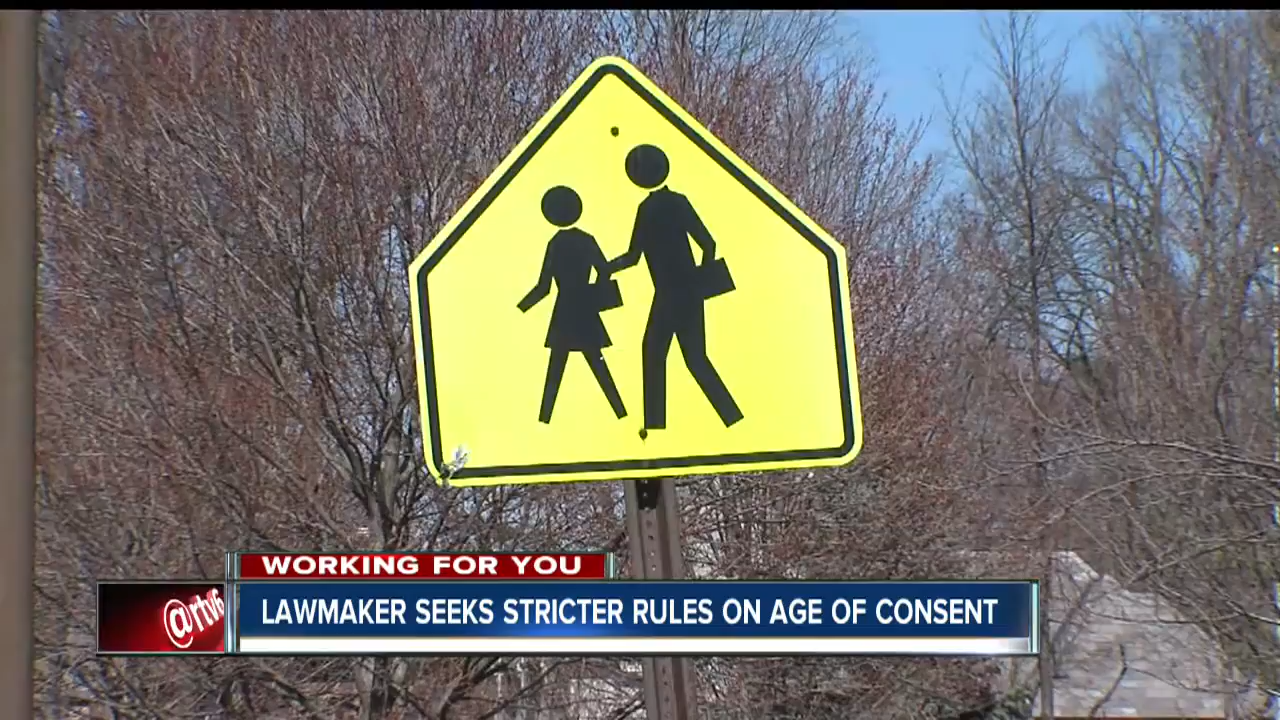 WORKING FOR YOU
@rtv6
LAWMAKER SEEKS STRICTER RULES ON AGE OF CONSENT